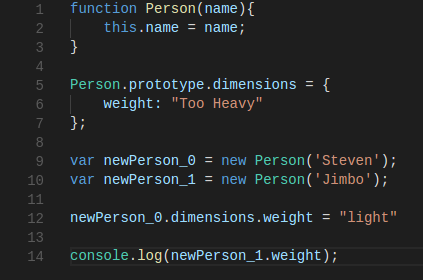 1 function Person(name){
2     this.name = name;
3 }
4
5 Person.prototype.dimensions = {
6     weight: "Too Heavy"
7 };
8
9 var newPerson_0 = new Person('Steven');
10 var newPerson_1 = new Person('Jimbo');
11
12 newPerson_0.dimensions.weight = "light"
13
14 console.log(newPerson_1.weight);